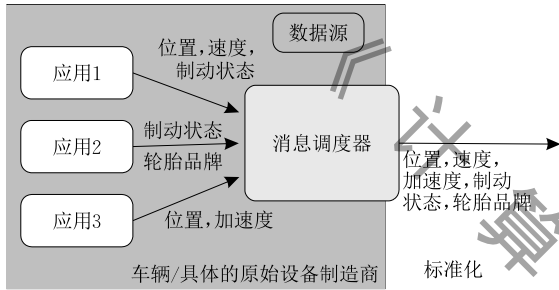 数据源
应用1
位置,速度,
制动状态
应用2
制动状态
轮胎品牌
消息调度器
应用3
位置,加速度
位置,速度,
加速度,制动
状态,轮胎品牌
车辆/具体的原始设备制造商
标准化
《计算